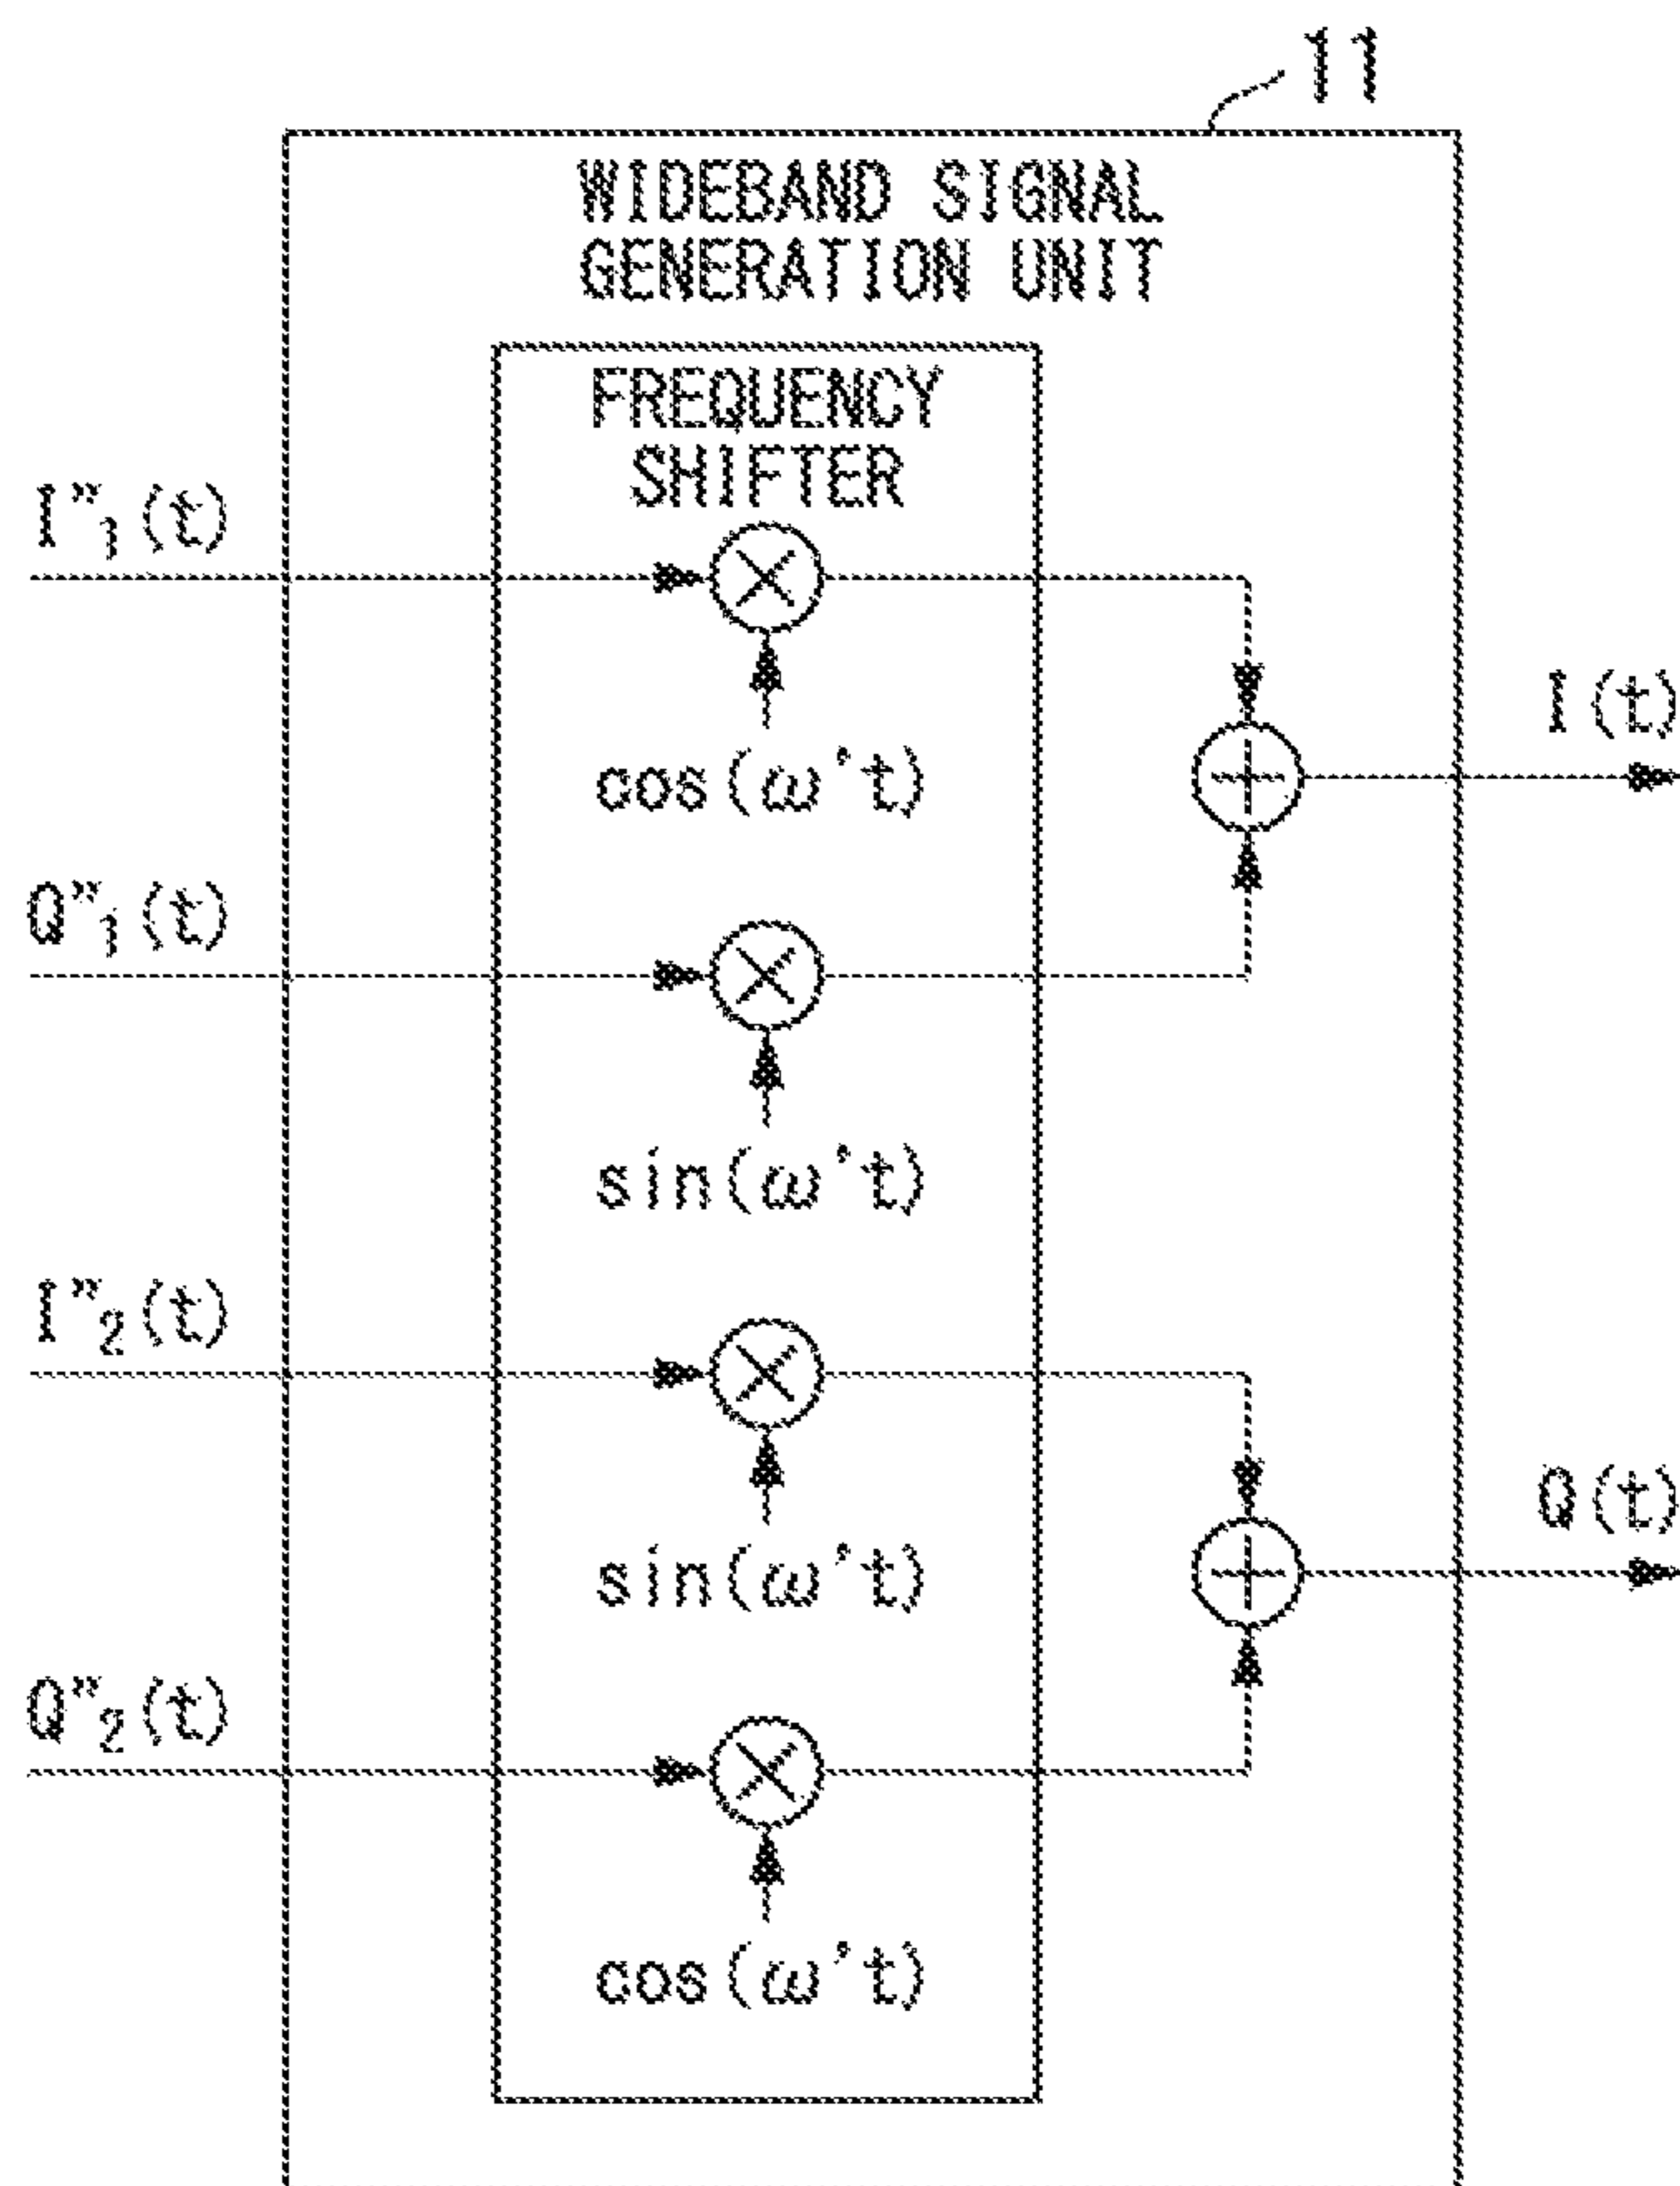 11
WIDEBAND SIGNAL
GENERATION UNIT
FREQUENCY
SHIFTER
I"1(t)
cos(ω't)
I(t)
Q"1(t)
sin(ω't)
I"2(t)
sin(ω't)
Q(t)
Q"2(t)
cos(ω't)